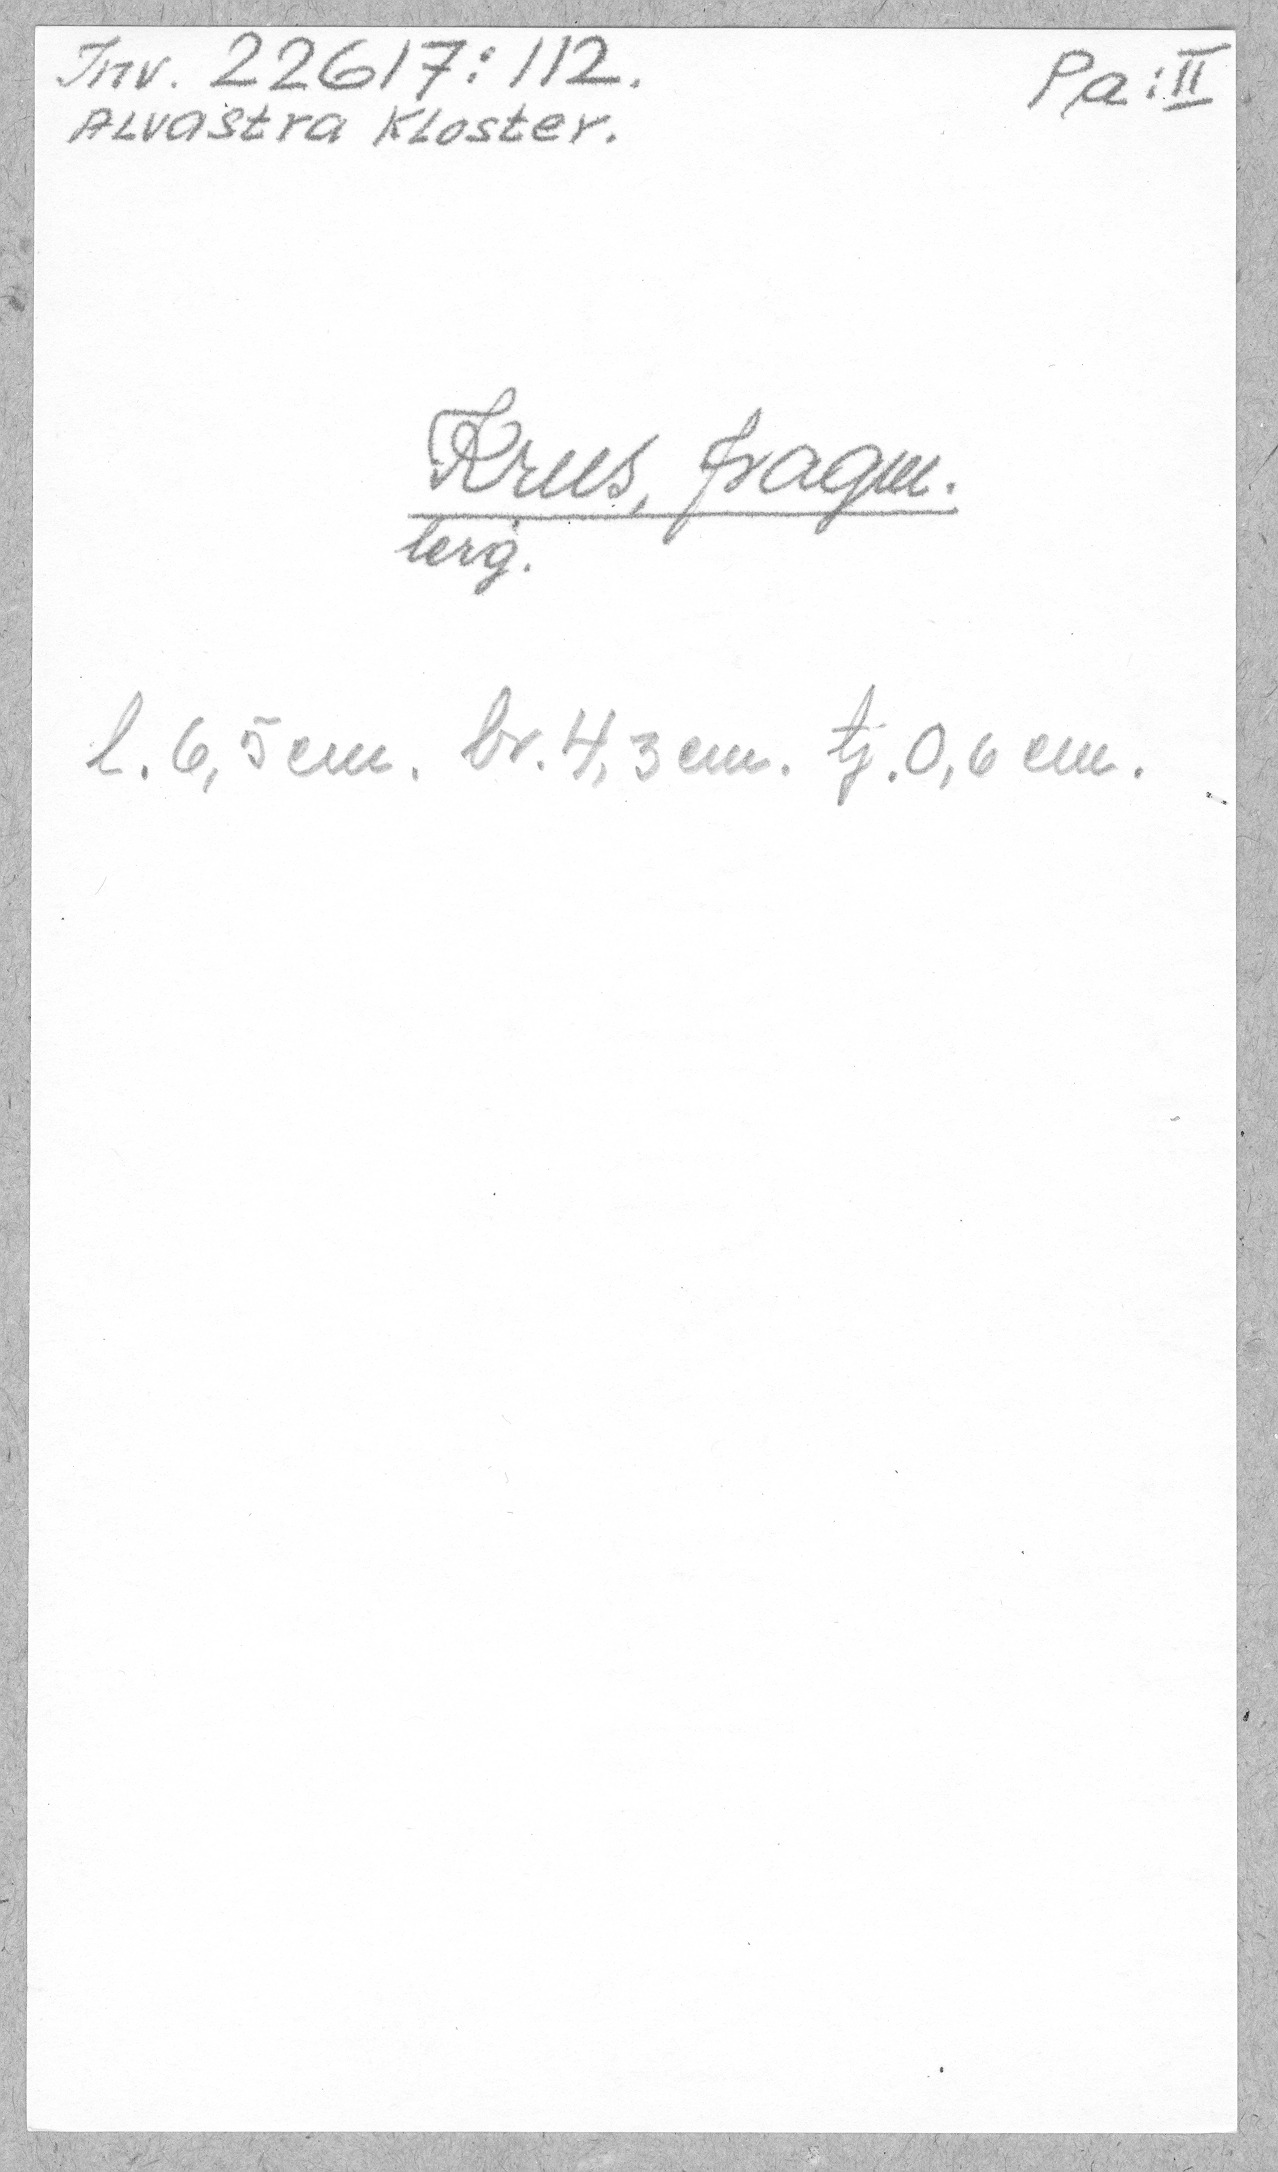 Inv. 22617:112.
Pa:II
Alvastra Kloster.
Krus, fragm.
lerg.
l. 6,5 cm. br. 4,3 cm. tj. 0,6 cm.